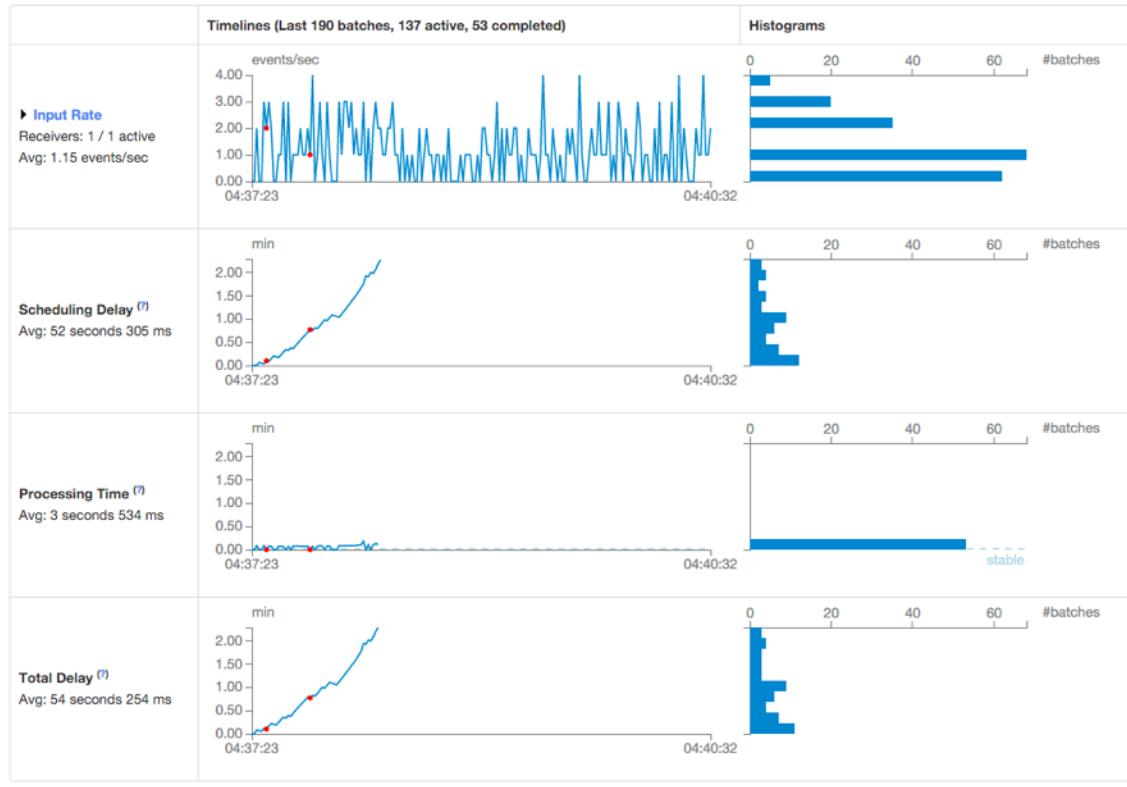 Timelines (Last 190 batches, 137 active, 53 completed)
Histograms
Input Rate
Receivers: 1 / 1 active
Avg: 1.15 events/sec
events/sec
4.00
3.00
2.00
1.00
0.00
04:37:23
04:40:32
0 20 40 60 #batches
Scheduling Delay (?)
Avg: 52 seconds 305 ms
min
2.00
1.50
1.00
0.50
0.00
04:37:23
04:40:32
0 20 40 60 #batches
Processing Time (?)
Avg: 3 seconds 534 ms
min
2.00
1.50
1.00
0.50
0.00
04:37:23
04:40:32
0 20 40 60 #batches
stable
Total Delay (?)
Avg: 54 seconds 254 ms
min
2.00
1.50
1.00
0.50
0.00
04:37:23
04:40:32
0 20 40 60 #batches